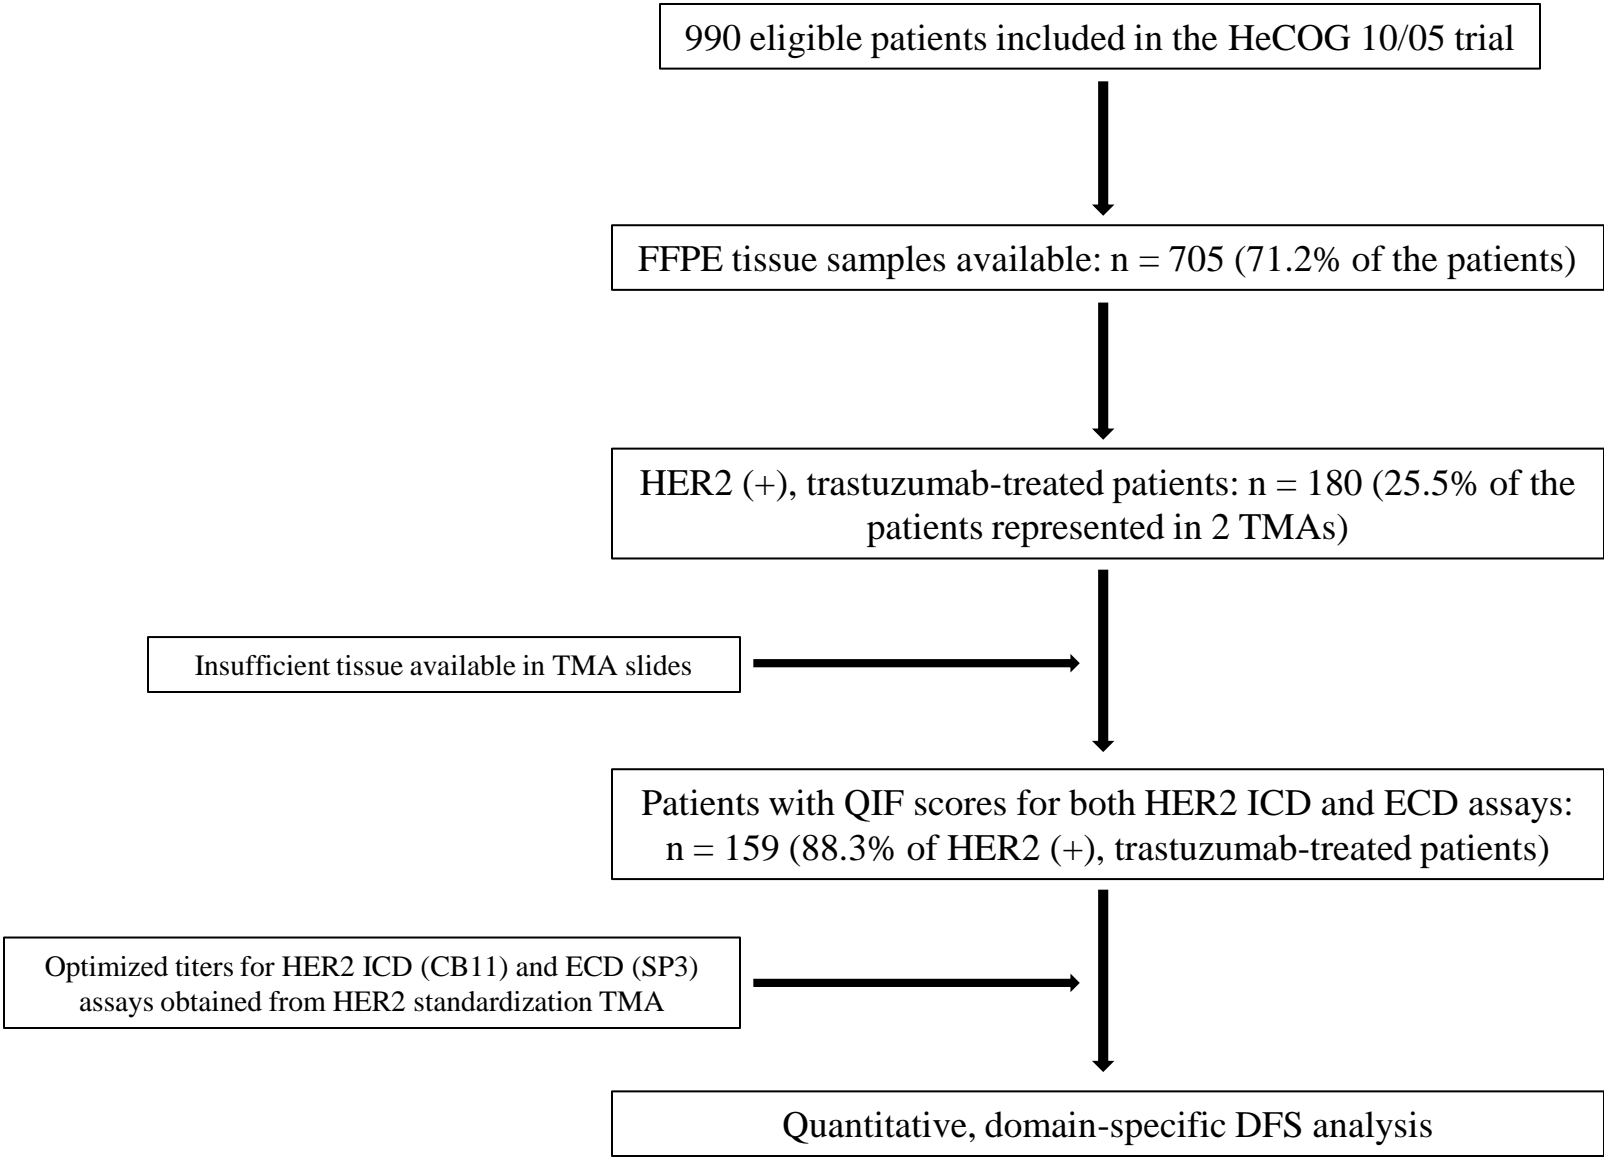 990 eligible patients included in the HeCOG 10/05 trial
FFPE tissue samples available: n = 705 (71.2% of the patients)
HER2 (+), trastuzumab-treated patients: n = 180 (25.5% of the
patients represented in 2 TMAs)
Insufficient tissue available in TMA slides
Patients with QIF scores for both HER2 ICD and ECD assays:
n = 159 (88.3% of HER2 (+), trastuzumab-treated patients)
Optimized titers for HER2 ICD (CB11) and ECD (SP3)
assays obtained from HER2 standardization TMA
Quantitative, domain-specific DFS analysis